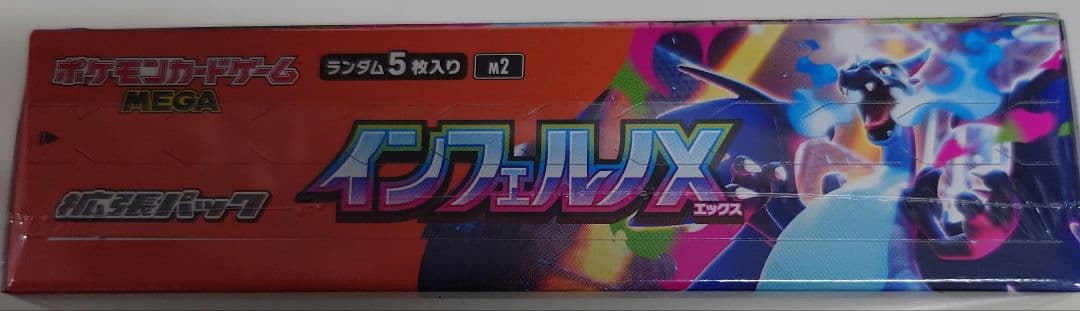 ポケモンカードゲーム
MEGA
ランダム5枚入り
M2
インフェルノX
エックス
拡張パック